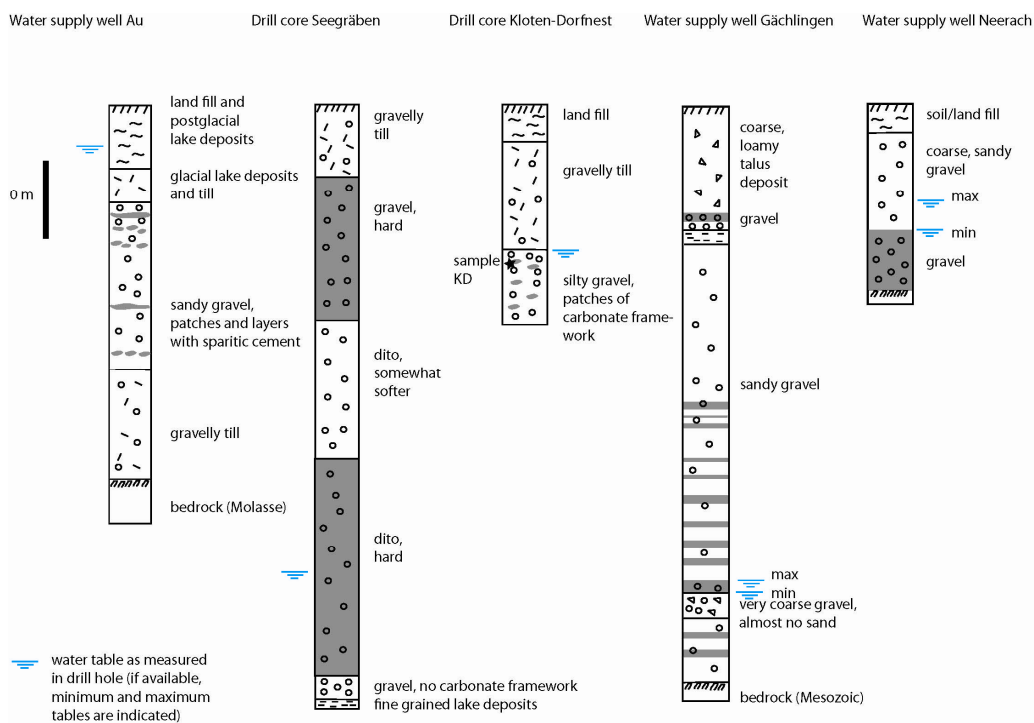 Water supply well Au
Drill core Seegräben
Drill core Kloten-Dorfnest
Water supply well Gächlingen
Water supply well Neerach
land fill and
postglacial
lake deposits
glacial lake deposits
and till
sandy gravel,
patches and layers
with sparitic cement
gravelly till
bedrock (Molasse)
0 m
gravelly
till
gravel,
hard
dito,
somewhat
softer
dito,
hard
gravel, no carbonate framework
fine grained lake deposits
land fill
gravelly till
sample
KD
silty gravel,
patches of
carbonate frame-
work
coarse,
loamy
talus
deposit
gravel
sandy gravel
max
min
very coarse gravel,
almost no sand
bedrock (Mesozoic)
soil/land fill
coarse, sandy
gravel
max
min
gravel
water table as measured
in drill hole (if available,
minimum and maximum
tables are indicated)